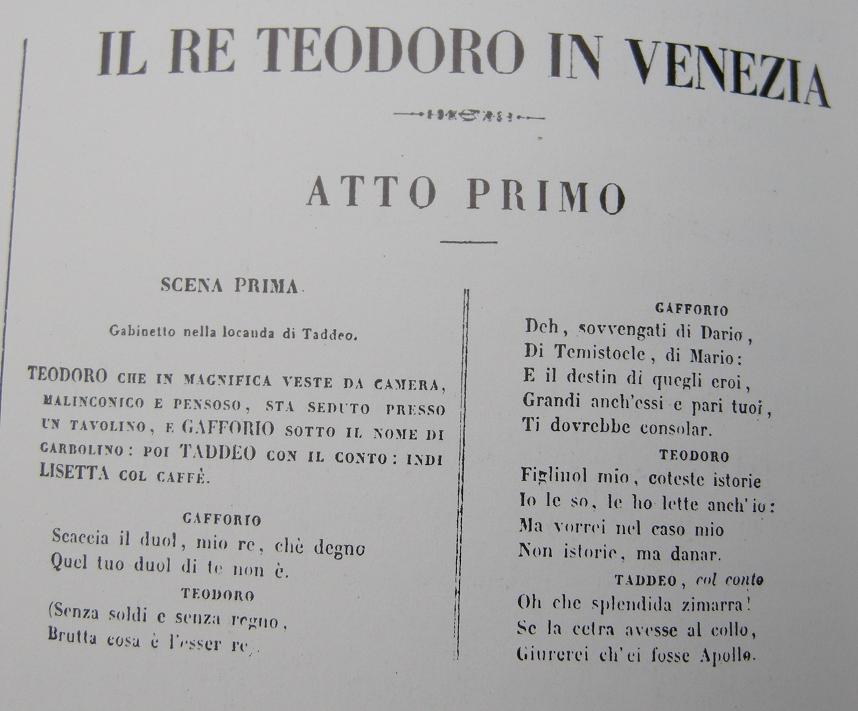 IL RE TEODORO IN VENEZIA
ATTO PRIMO
SCENA PRIMA.
Gabinetto nella locanda di Taddeo.
TEODORO CHE IN MAGNIFICA VESTE DA CAMERA,
MALINCONICO E PENSOSO, STA SEDUTO PRESSO
UN TAVOLINO, E GAFFORIO SOTTO IL NOME DI
GARBOLINO: POI TADDEO CON IL CONTO: INDI
LISETTA COL CAFFÈ.
GAFFORIO
Scaccia il duol, mio re, chè degno
Quel tuo duol di te non è.
TEODORO
(Senza soldi e senza regno,
Brutta cosa è l'esser re.
GAFFORIO
Deh, sovvengati di Dario,
Di Temistocle, di Mario:
E il destin di quegli eroi,
Grandi anch'essi e pari tuoi,
Ti dovrebbe consolar.
TEODORO
Figliuol mio, coteste istorie
Io le so, le ho lette anch'io:
Ma vorrei nel caso mio
Non istorie, ma danar.
TADDEO, col conto
Oh che splendida zimarra!
Se la cetra avesse al collo,
Giurerei ch'ei fosse Apollo.